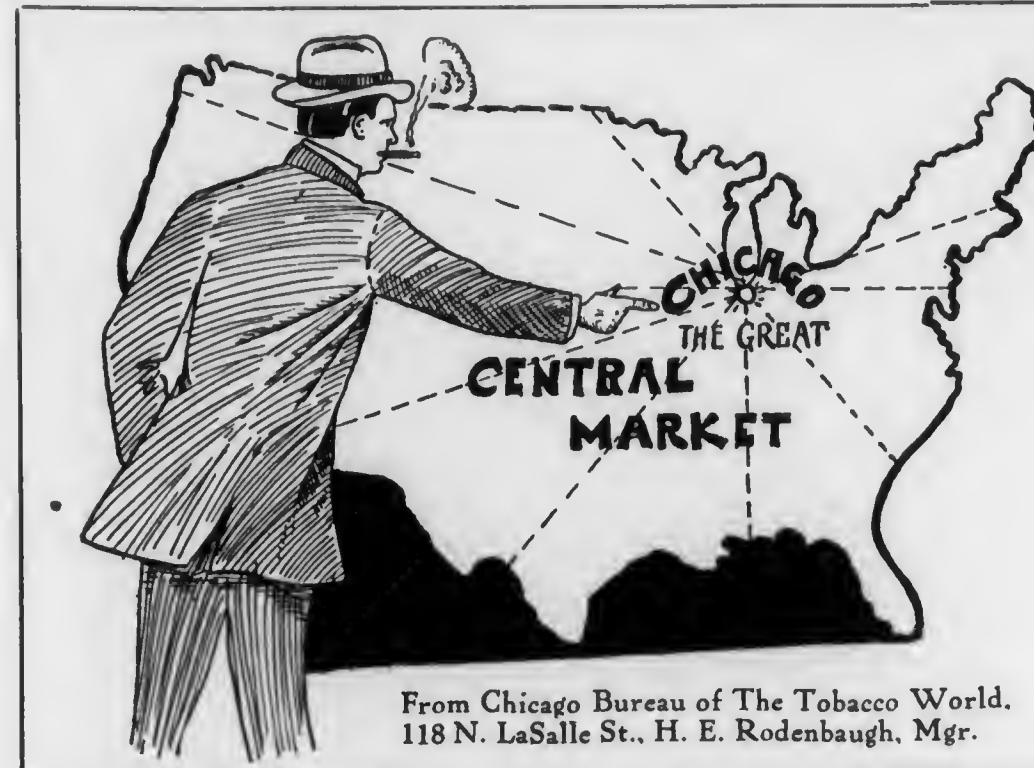 CHICAGO
THE GREAT
CENTRAL
MARKET
From Chicago Bureau of The Tobacco World.
118 N. LaSalle St., H. E. Rodenbaugh, Mgr.